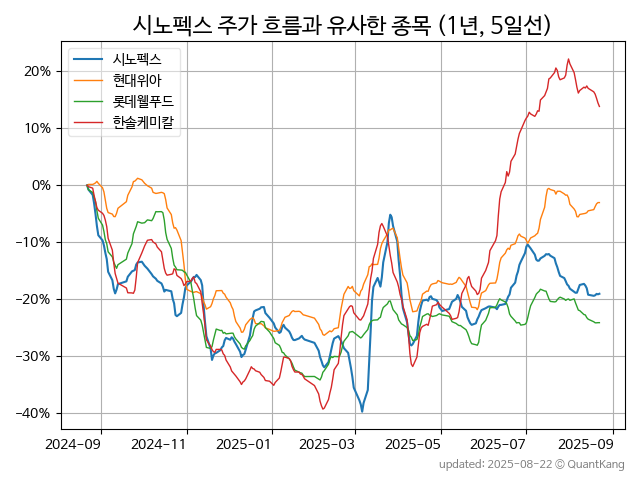 시노펙스 주가 흐름과 유사한 종목 (1년, 5일선)
시노펙스
현대위아
롯데웰푸드
한솔케미칼
20%
10%
0%
−10%
−20%
−30%
−40%
2024-09 2024-11 2025-01 2025-03 2025-05 2025-07 2025-09
updated: 2025-08-22 © QuantKang